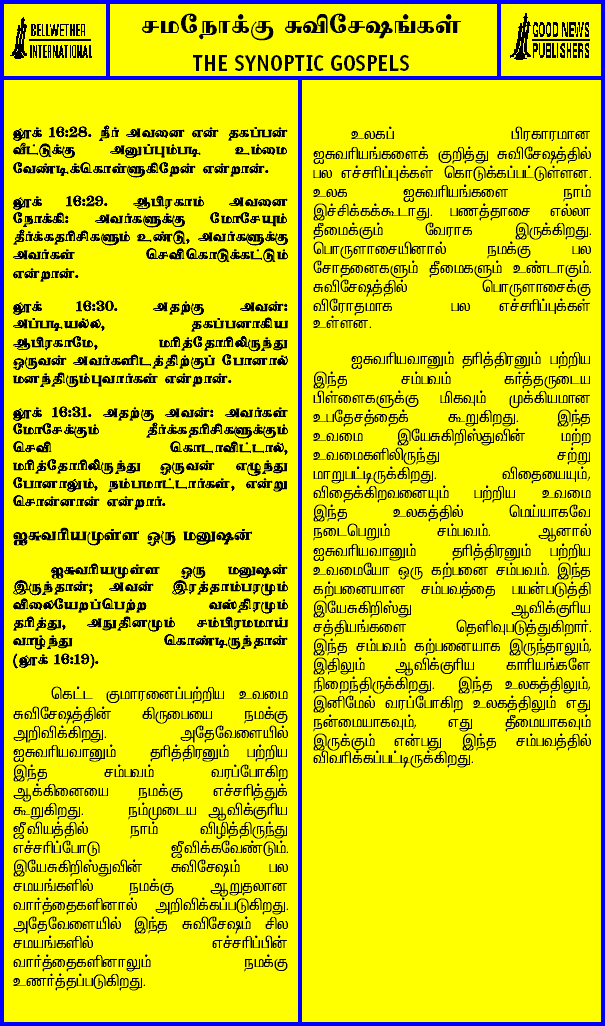 BELLWETHER
INTERNATIONAL
சமநோக்கு சுவிசேஷங்கள்
THE SYNOPTIC GOSPELS
GOOD NEWS
PUBLISHERS
லூக் 16:28. நீர் அவனை என் தகப்பன்
வீட்டுக்கு அனுப்பும்படி உம்மை
வேண்டிக்கொள்ளுகிறேன் என்றான்.
லூக் 16:29. ஆபிரகாம் அவனை
நோக்கி: அவர்களுக்கு மோசேயும்
தீர்க்கதரிசிகளும் உண்டு, அவர்களுக்கு
அவர்கள் செவிகொடுக்கட்டும்
என்றான்.
லூக் 16:30. அதற்கு அவன்:
அப்படியல்ல, தகப்பனாகிய
ஆபிரகாமே, மரித்தோரிலிருந்து
ஒருவன் அவர்களிடத்திற்குப் போனால்
மனந்திரும்புவார்கள் என்றான்.
லூக் 16:31. அதற்கு அவன்: அவர்கள்
மோசேக்கும் தீர்க்கதரிசிகளுக்கும்
செவி கொடாவிட்டால்,
மரித்தோரிலிருந்து ஒருவன் எழுந்து
போனாலும், நம்பமாட்டார்கள், என்று
சொன்னான் என்றார்.
ஐசுவரியமுள்ள ஒரு மனுஷன்
ஐசுவரியமுள்ள ஒரு மனுஷன்
இருந்தான்; அவன் இரத்தாம்பரமும்
விலையேறப்பெற்ற வஸ்திரமும்
தரித்து, அநுதினமும் சம்பிரமமாய்
வாழ்ந்து கொண்டிருந்தான்
(லூக் 16:19).
கெட்ட குமாரனைப்பற்றிய உவமை
சுவிசேஷத்தின் கிருபையை நமக்கு
அறிவிக்கிறது. அதேவேளையில்
ஐசுவரியவானும் தரித்திரனும் பற்றிய
இந்த சம்பவம் வரப்போகிற
ஆக்கினையை நமக்கு எச்சரித்துக்
கூறுகிறது. நம்முடைய ஆவிக்குரிய
ஜீவியத்தில் நாம் விழித்திருந்து
எச்சரிப்போடு ஜீவிக்கவேண்டும்.
இயேசுகிறிஸ்துவின் சுவிசேஷம் பல
சமயங்களில் நமக்கு ஆறுதலான
வார்த்தைகளினால் அறிவிக்கப்படுகிறது.
அதேவேளையில் இந்த சுவிசேஷம் சில
சமயங்களில் எச்சரிப்பின்
வார்த்தைகளினாலும் நமக்கு
உணர்த்தப்படுகிறது.
உலகப் பிரகாரமான
ஐசுவரியங்களைக் குறித்து சுவிசேஷத்தில்
பல எச்சரிப்புக்கள் கொடுக்கப்பட்டுள்ளன.
உலக ஐசுவரியங்களை நாம்
இச்சிக்கக்கூடாது. பணத்தாசை எல்லா
தீமைக்கும் வேராக இருக்கிறது.
பொருளாசையினால் நமக்கு பல
சோதனைகளும் தீமைகளும் உண்டாகும்.
சுவிசேஷத்தில் பொருளாசைக்கு
விரோதமாக பல எச்சரிப்புக்கள்
உள்ளன.
ஐசுவரியவானும் தரித்திரனும் பற்றிய
இந்த சம்பவம் கர்த்தருடைய
பிள்ளைகளுக்கு மிகவும் முக்கியமான
உபதேசத்தைக் கூறுகிறது. இந்த
உவமை இயேசுகிறிஸ்துவின் மற்ற
உவமைகளிலிருந்து சற்று
மாறுபட்டிருக்கிறது. விதையையும்,
விதைக்கிறவனையும் பற்றிய உவமை
இந்த உலகத்தில் மெய்யாகவே
நடைபெறும் சம்பவம். ஆனால்
ஐசுவரியவானும் தரித்திரனும் பற்றிய
உவமையோ ஒரு கற்பனை சம்பவம். இந்த
கற்பனையான சம்பவத்தை பயன்படுத்தி
இயேசுகிறிஸ்து ஆவிக்குரிய
சத்தியங்களை தெளிவுபடுத்துகிறார்.
இந்த சம்பவம் கற்பனையாக இருந்தாலும்,
இதிலும் ஆவிக்குரிய காரியங்களே
நிறைந்திருக்கிறது. இந்த உலகத்திலும்,
இனிமேல் வரப்போகிற உலகத்திலும் எது
நன்மையாகவும், எது தீமையாகவும்
இருக்கும் என்பது இந்த சம்பவத்தில்
விவரிக்கப்பட்டிருக்கிறது.